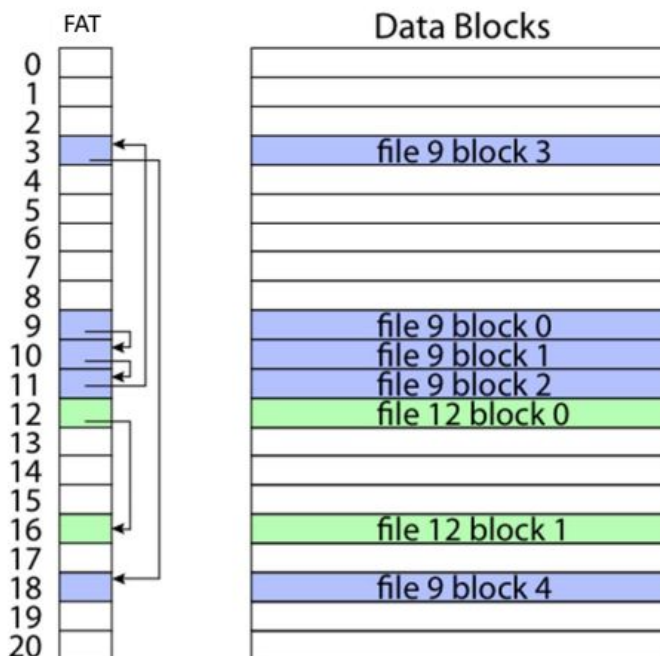 FAT Data Blocks
0
1
2
3 file 9 block 3
4
5
6
7
8
9 file 9 block 0
10 file 9 block 1
11 file 9 block 2
12 file 12 block 0
13
14
15
16 file 12 block 1
17
18 file 9 block 4
19
20